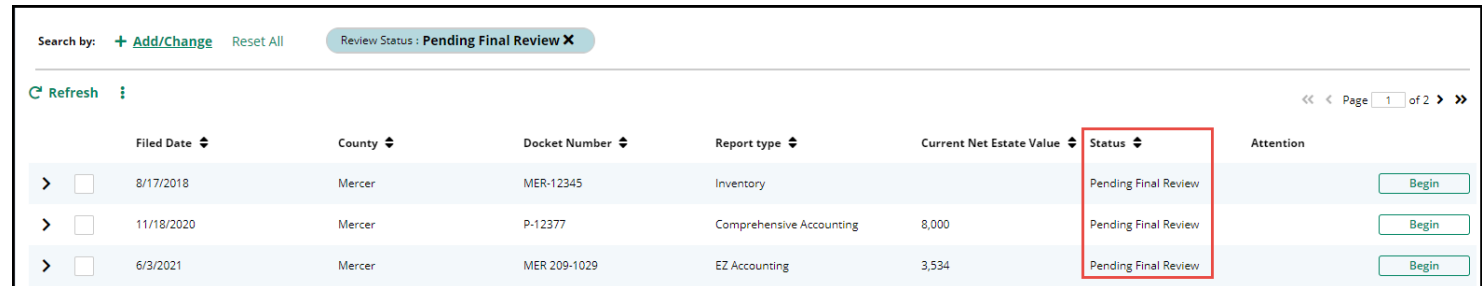 Search by: + Add/Change Reset All Review Status : Pending Final Review ✕
Refresh
Page 1 of 2
Filed Date County Docket Number Report type Current Net Estate Value Status Attention
8/17/2018 Mercer MER-12345 Inventory Pending Final Review Begin
11/18/2020 Mercer P-12377 Comprehensive Accounting 8,000 Pending Final Review Begin
6/3/2021 Mercer MER 209-1029 EZ Accounting 3,534 Pending Final Review Begin